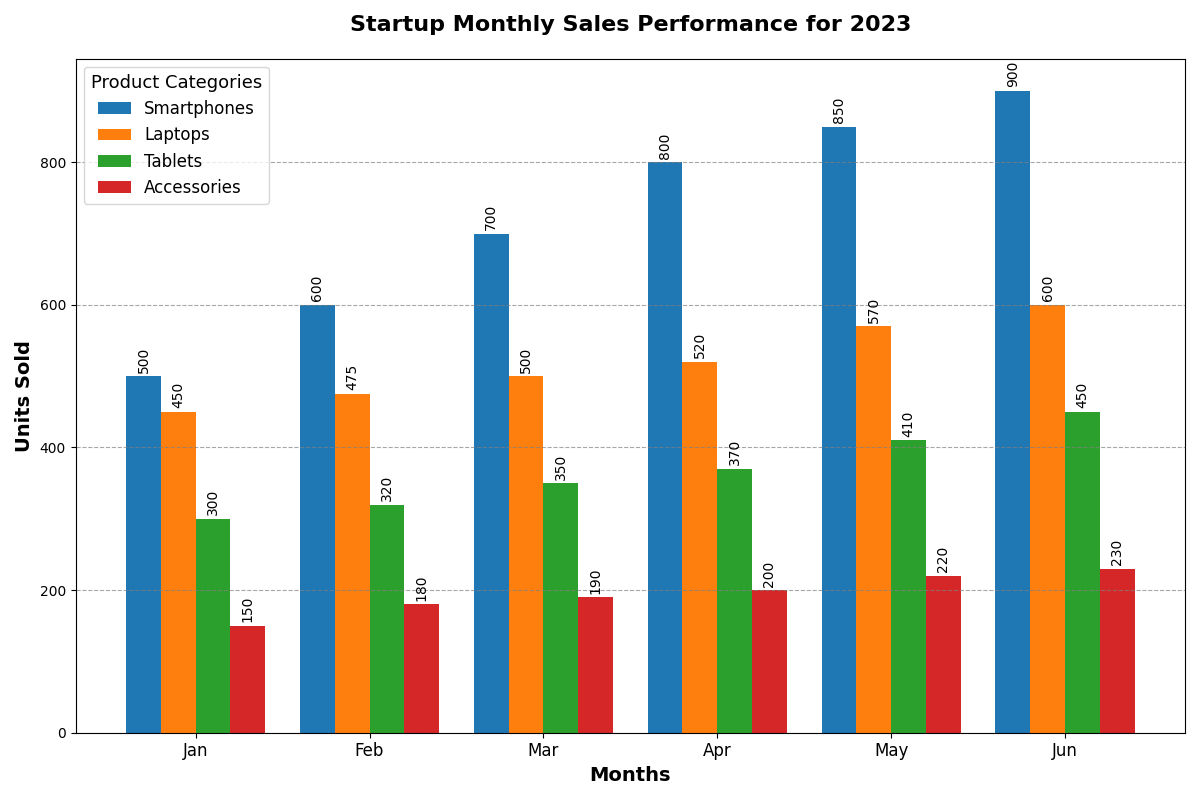 Startup Monthly Sales Performance for 2023
Product Categories
Smartphones
Laptops
Tablets
Accessories
Units Sold
800
600
400
200
0
500
450
300
150
600
475
320
180
700
500
350
190
800
520
370
200
850
570
410
220
900
600
450
230
Jan
Feb
Mar
Apr
May
Jun
Months